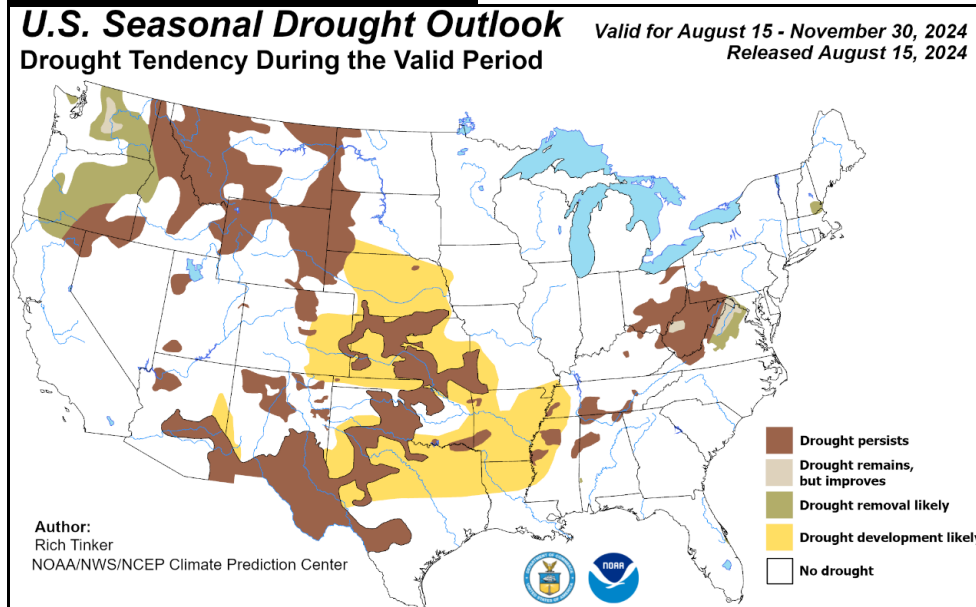 U.S. Seasonal Drought Outlook
Drought Tendency During the Valid Period
Valid for August 15 - November 30, 2024
Released August 15, 2024
Drought persists
Drought remains,
but improves
Drought removal likely
Drought development likely
No drought
Author:
Rich Tinker
NOAA/NWS/NCEP Climate Prediction Center
NOAA